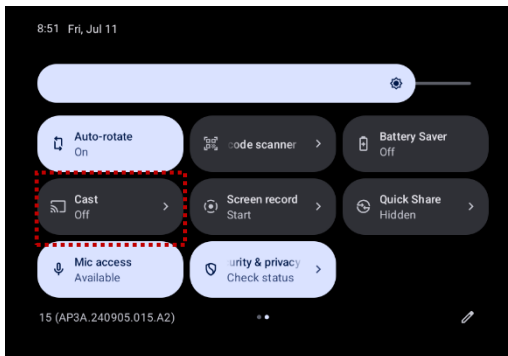 8:51 Fri, Jul 11
Auto-rotate
On
ode scanner
Battery Saver
Off
Cast
Off
Screen record
Start
Quick Share
Hidden
Mic access
Available
urity & privacy
Check status
15 (AP3A.240905.015.A2)